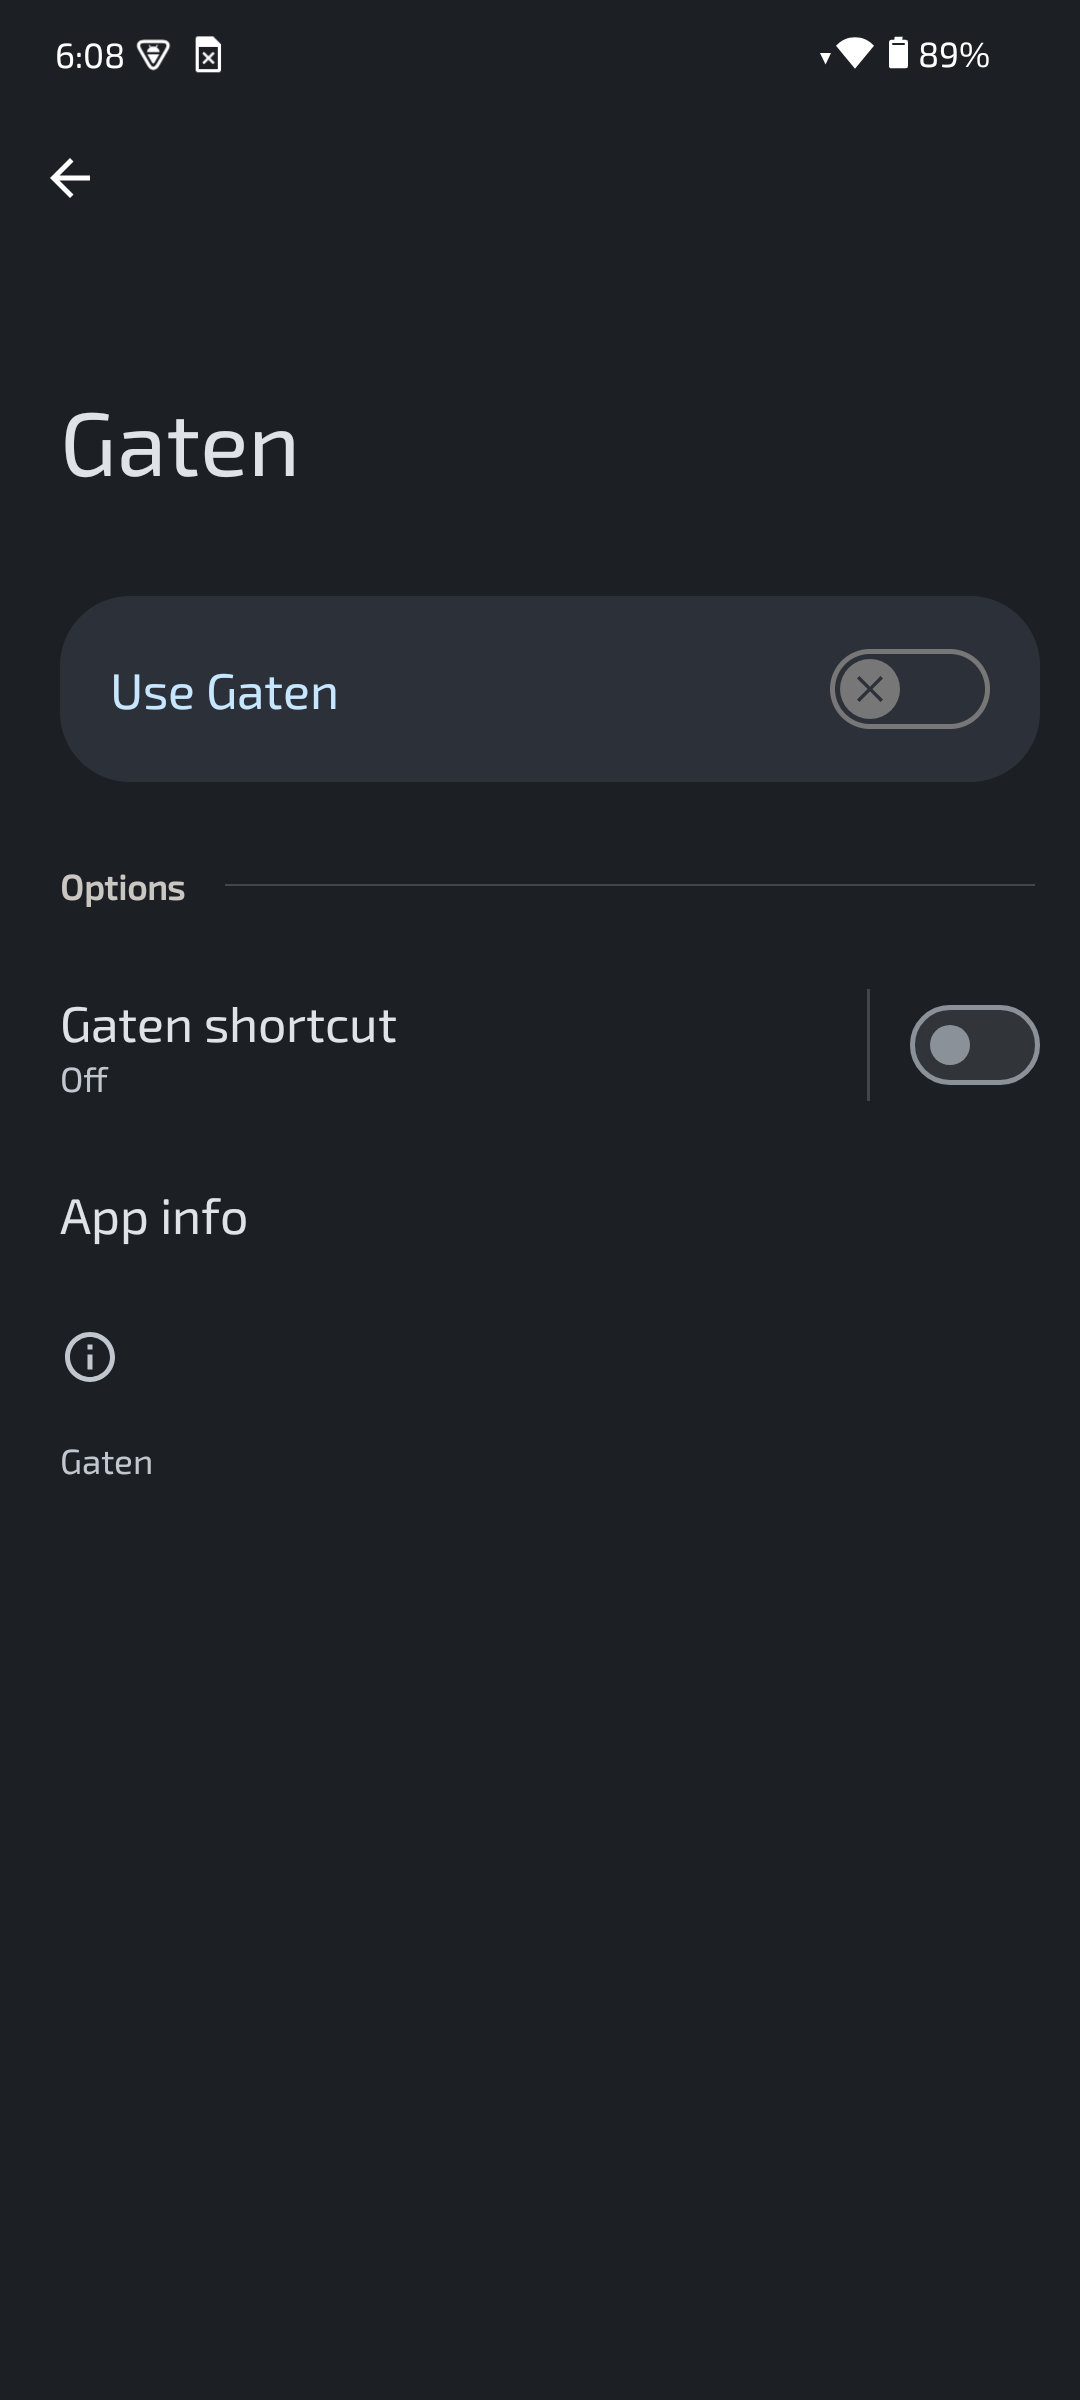 6:08
89%
Gaten
Use Gaten
Options
Gaten shortcut
Off
App info
Gaten